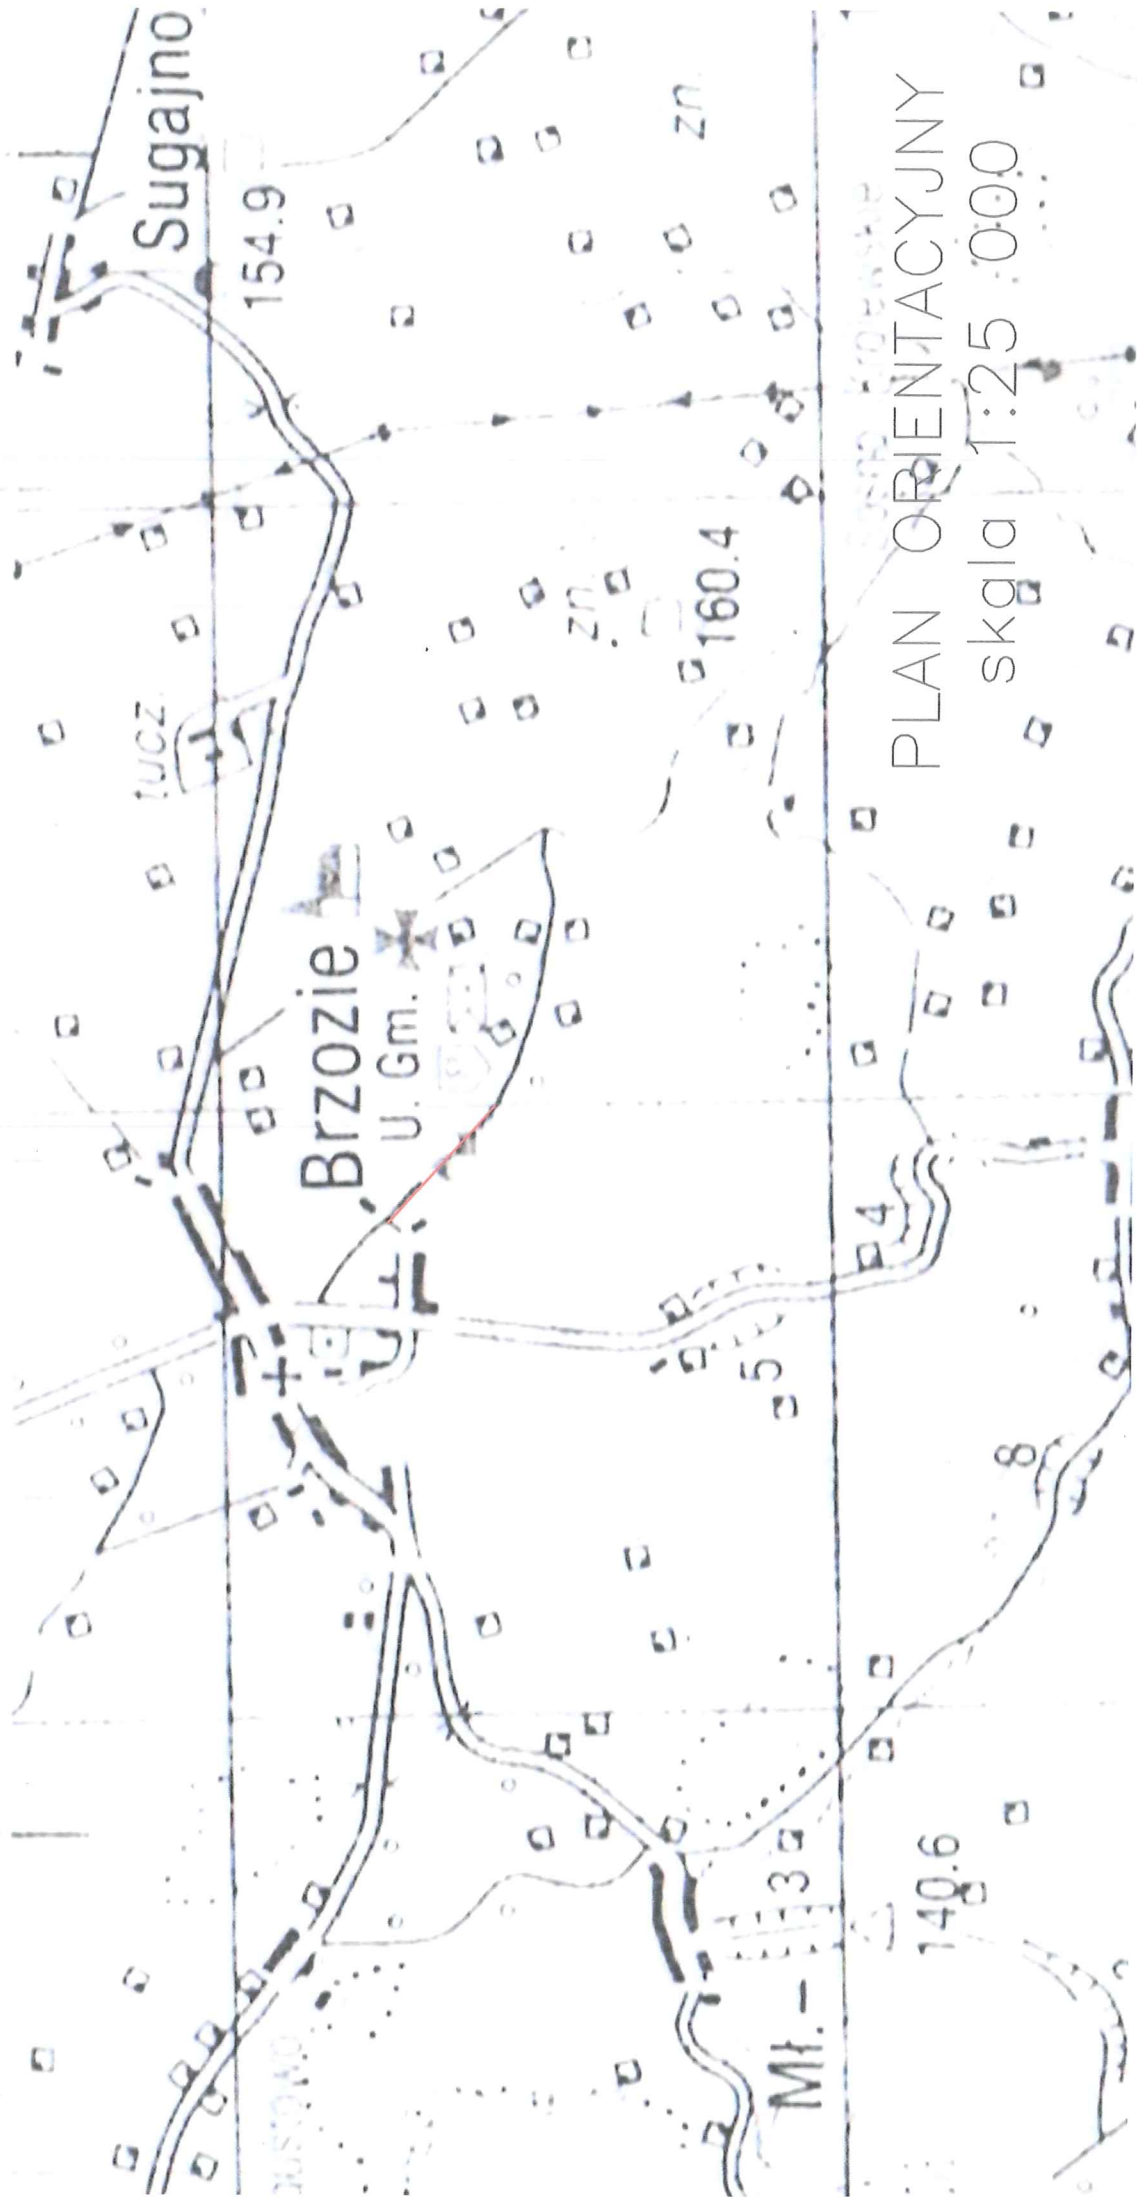 Sugajno
154.9
zn.
tucz.
Brzozie
U. Gm.
zn.
160.4
PLAN ORIENTACYJNY
skala 1:25 000
4
5
8
3
Mł.
140.6